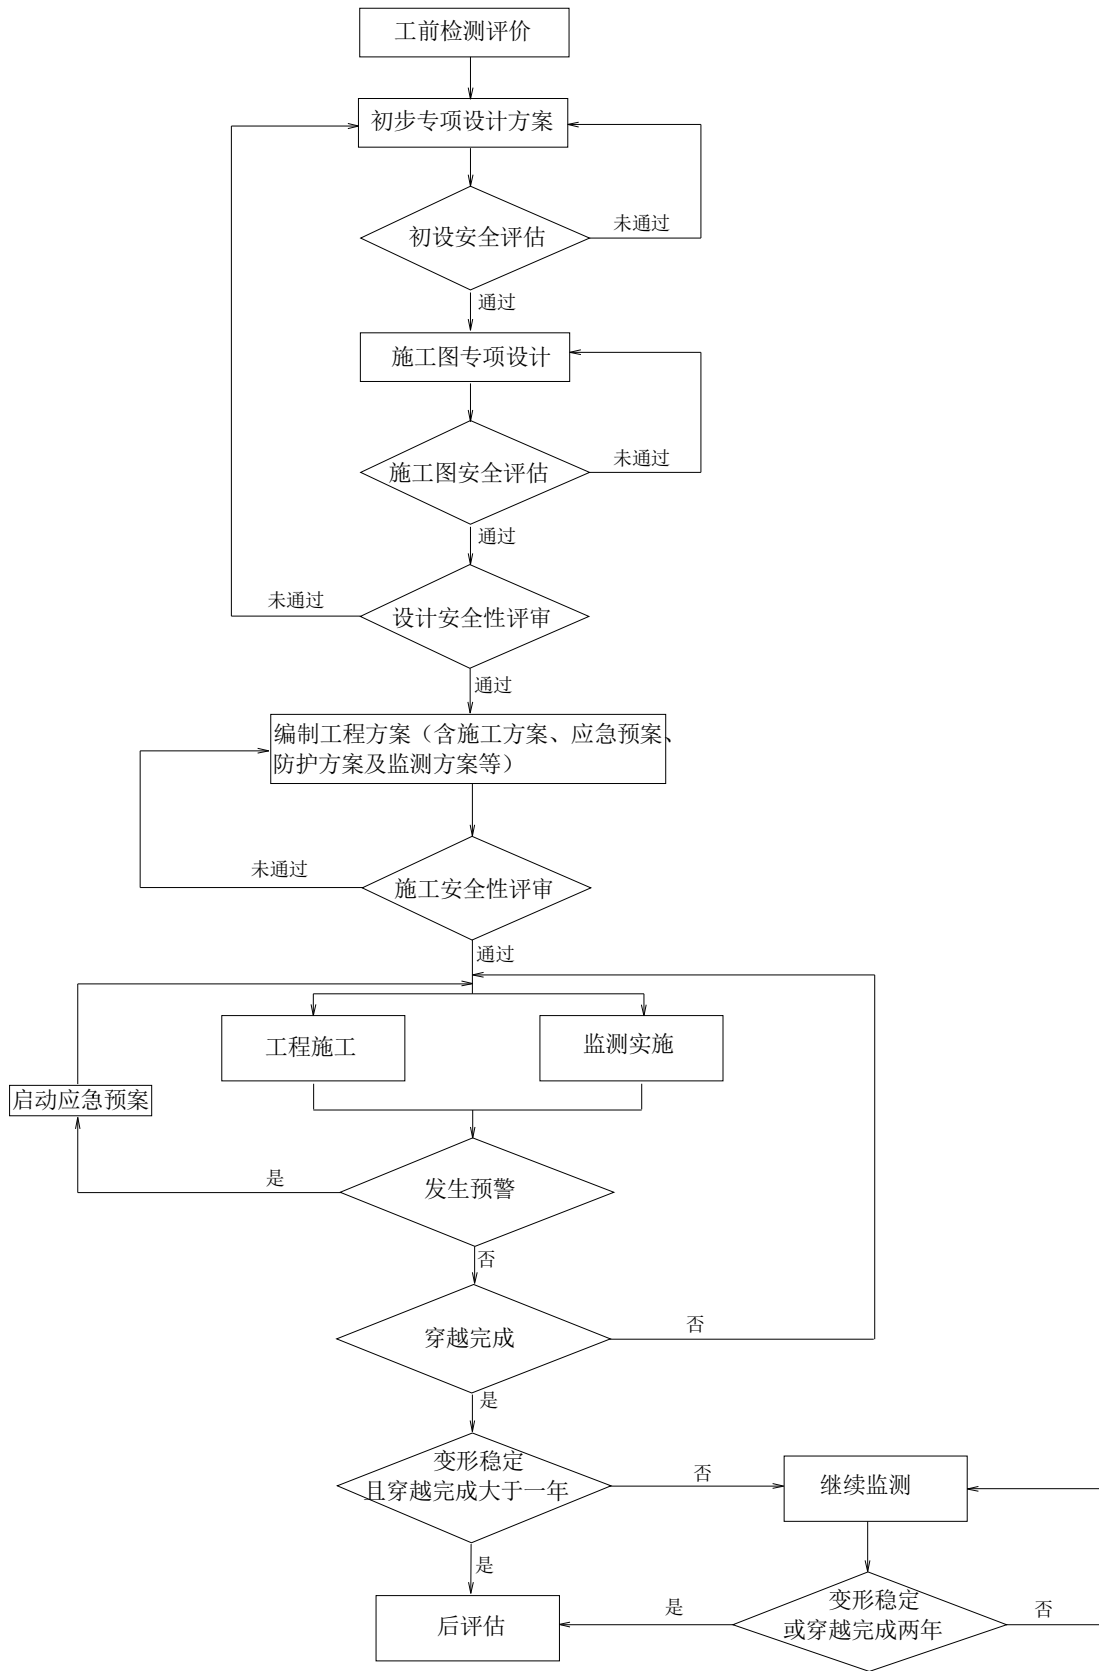 工前检测评价
初步专项设计方案
未通过
初设安全评估
通过
施工图专项设计
未通过
施工图安全评估
通过
未通过
设计安全性评审
通过
编制工程方案（含施工方案、应急预案、
防护方案及监测方案等）
未通过
施工安全性评审
通过
工程施工
监测实施
启动应急预案
是
发生预警
否
穿越完成
否
是
变形稳定
且穿越完成大于一年
否
继续监测
是
后评估
是
变形稳定
或穿越完成两年
否